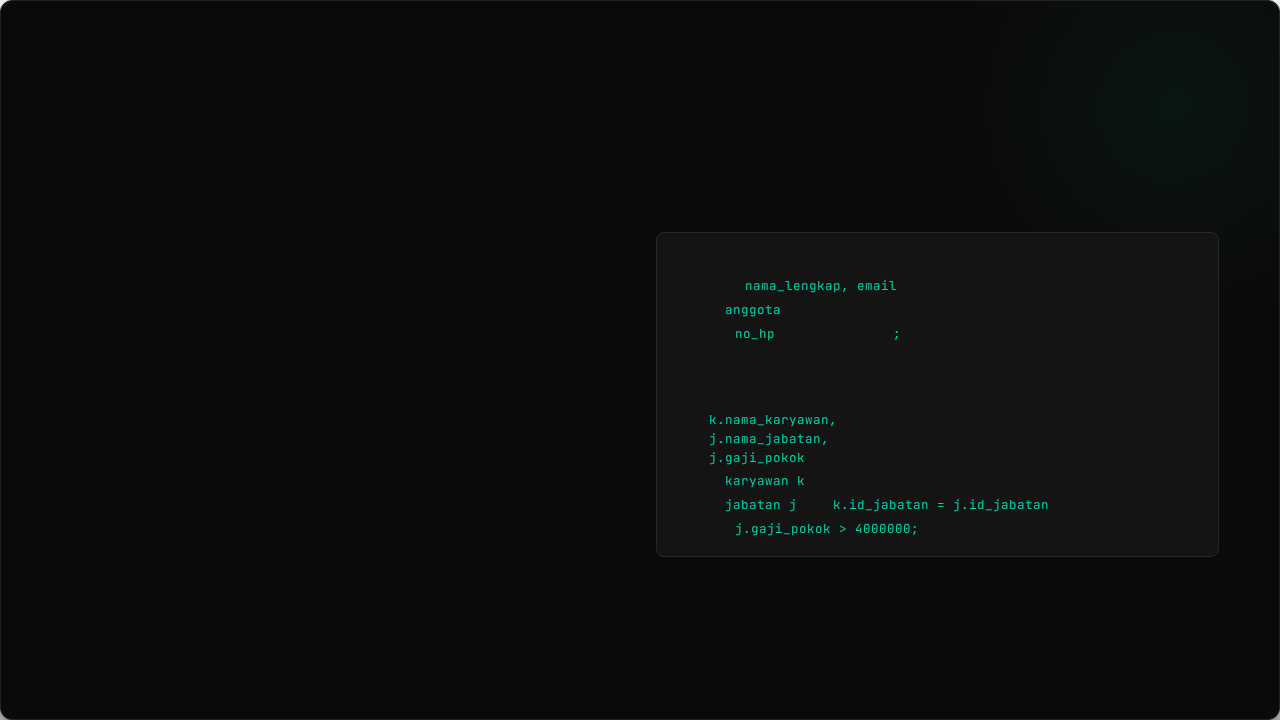 nama_lengkap, email
anggota
no_hp ;
k.nama_karyawan,
j.nama_jabatan,
j.gaji_pokok
karyawan k
jabatan j k.id_jabatan = j.id_jabatan
j.gaji_pokok > 4000000;